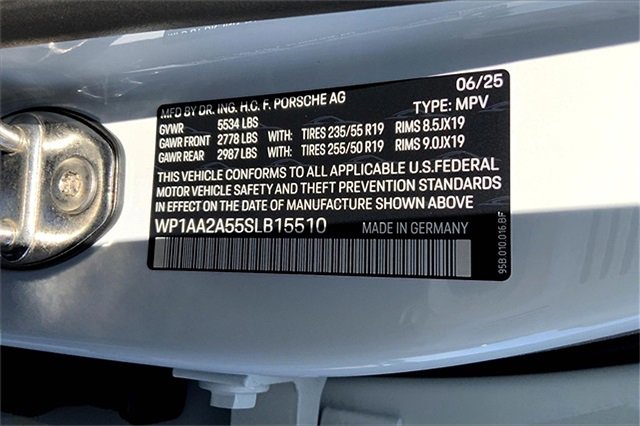 06/25
MFD BY DR. ING. H.C. F. PORSCHE AG
TYPE: MPV
GVWR 5534 LBS
GAWR FRONT 2778 LBS WITH: TIRES 235/55 R19 RIMS 8.5JX19
GAWR REAR 2987 LBS WITH: TIRES 255/50 R19 RIMS 9.0JX19
THIS VEHICLE CONFORMS TO ALL APPLICABLE U.S.FEDERAL
MOTOR VEHICLE SAFETY AND THEFT PREVENTION STANDARDS
IN EFFECT ON THE DATE OF MANUFACTURE SHOWN ABOVE
WP1AA2A55SLB15510 MADE IN GERMANY
95B.010.016.BF